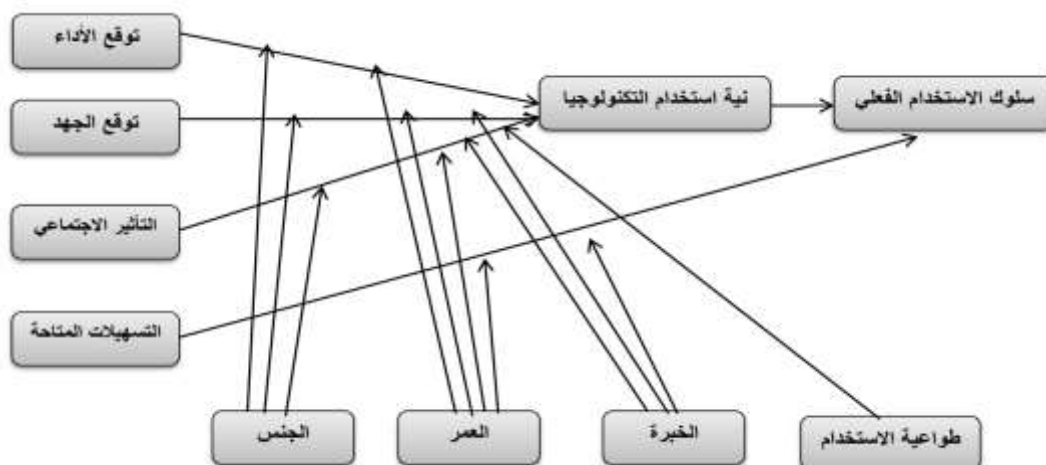 توقع الأداء
نية استخدام التكنولوجيا
سلوك الاستخدام الفعلي
توقع الجهد
التأثير الاجتماعي
التسهيلات المتاحة
الجنس
العمر
الخبرة
طواعية الاستخدام